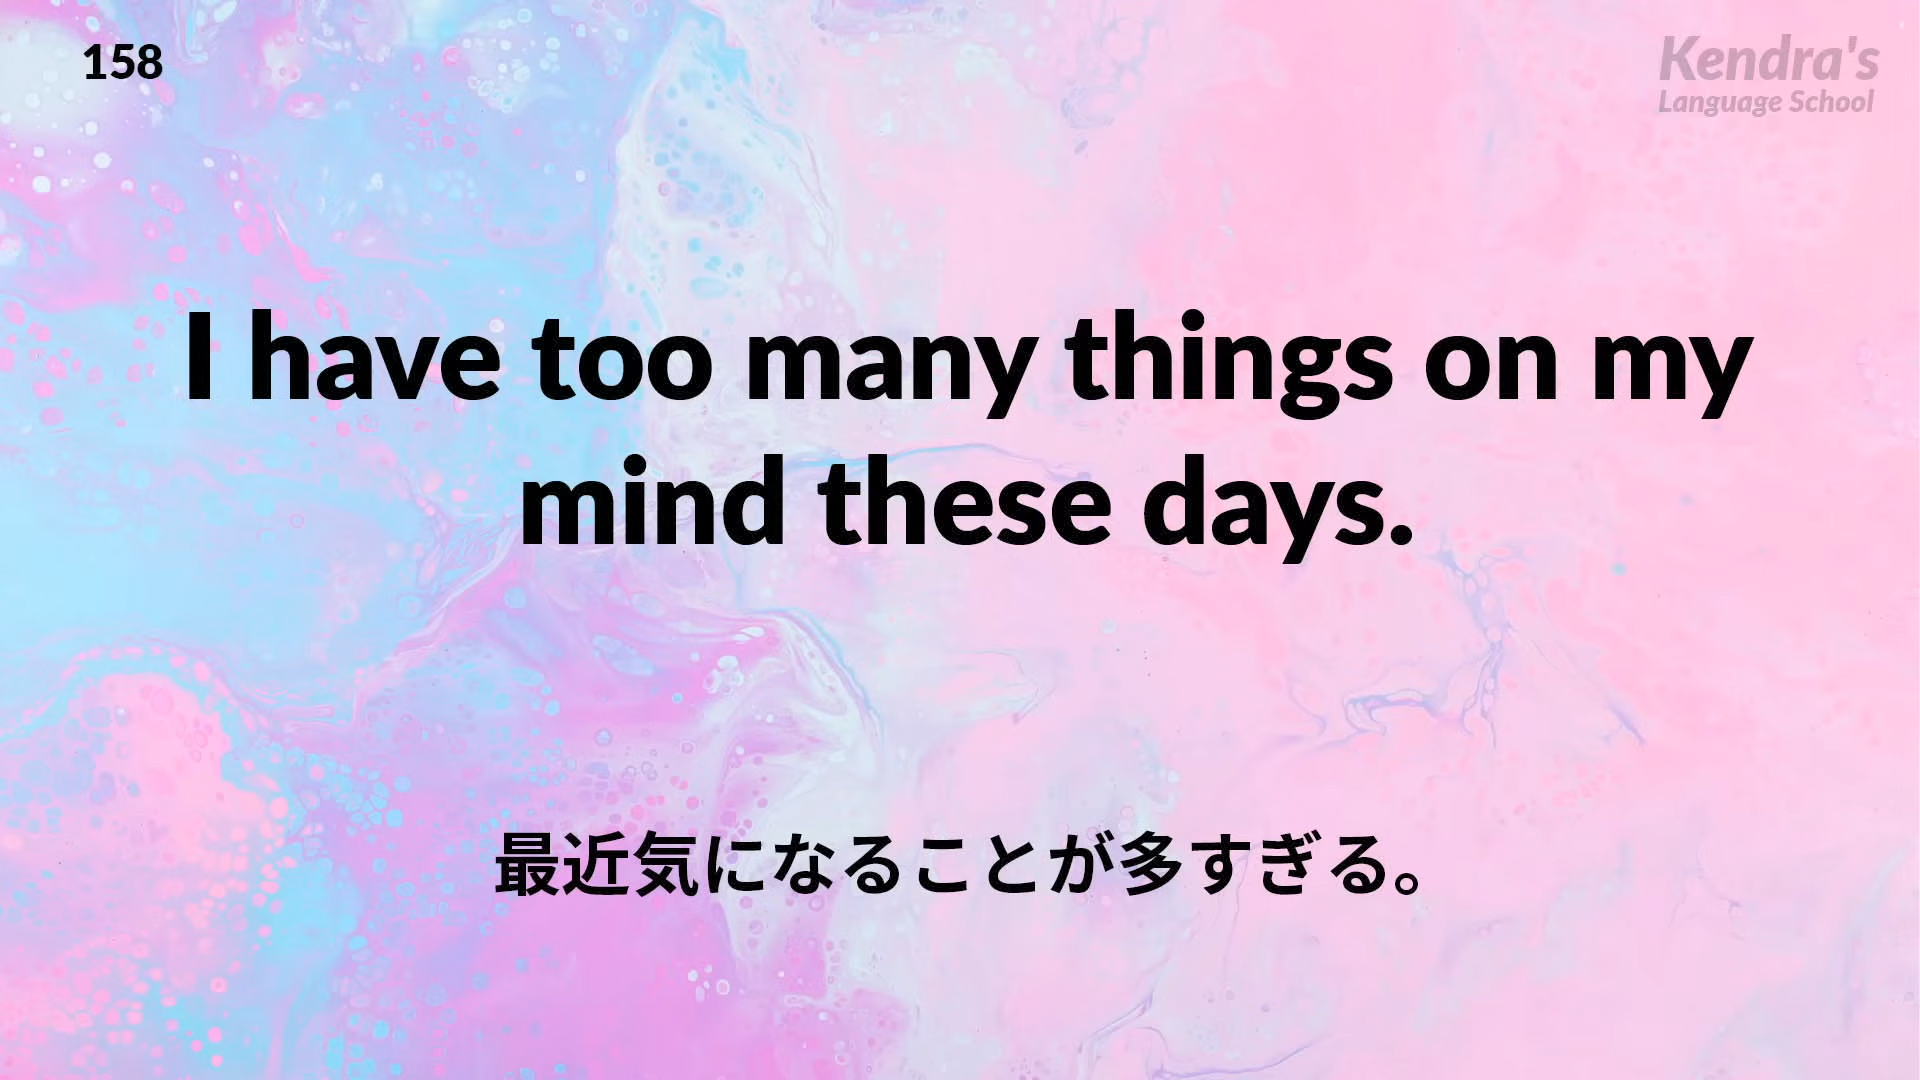 158
Kendra's
Language School
I have too many things on my
mind these days.
最近気になることが多すぎる。